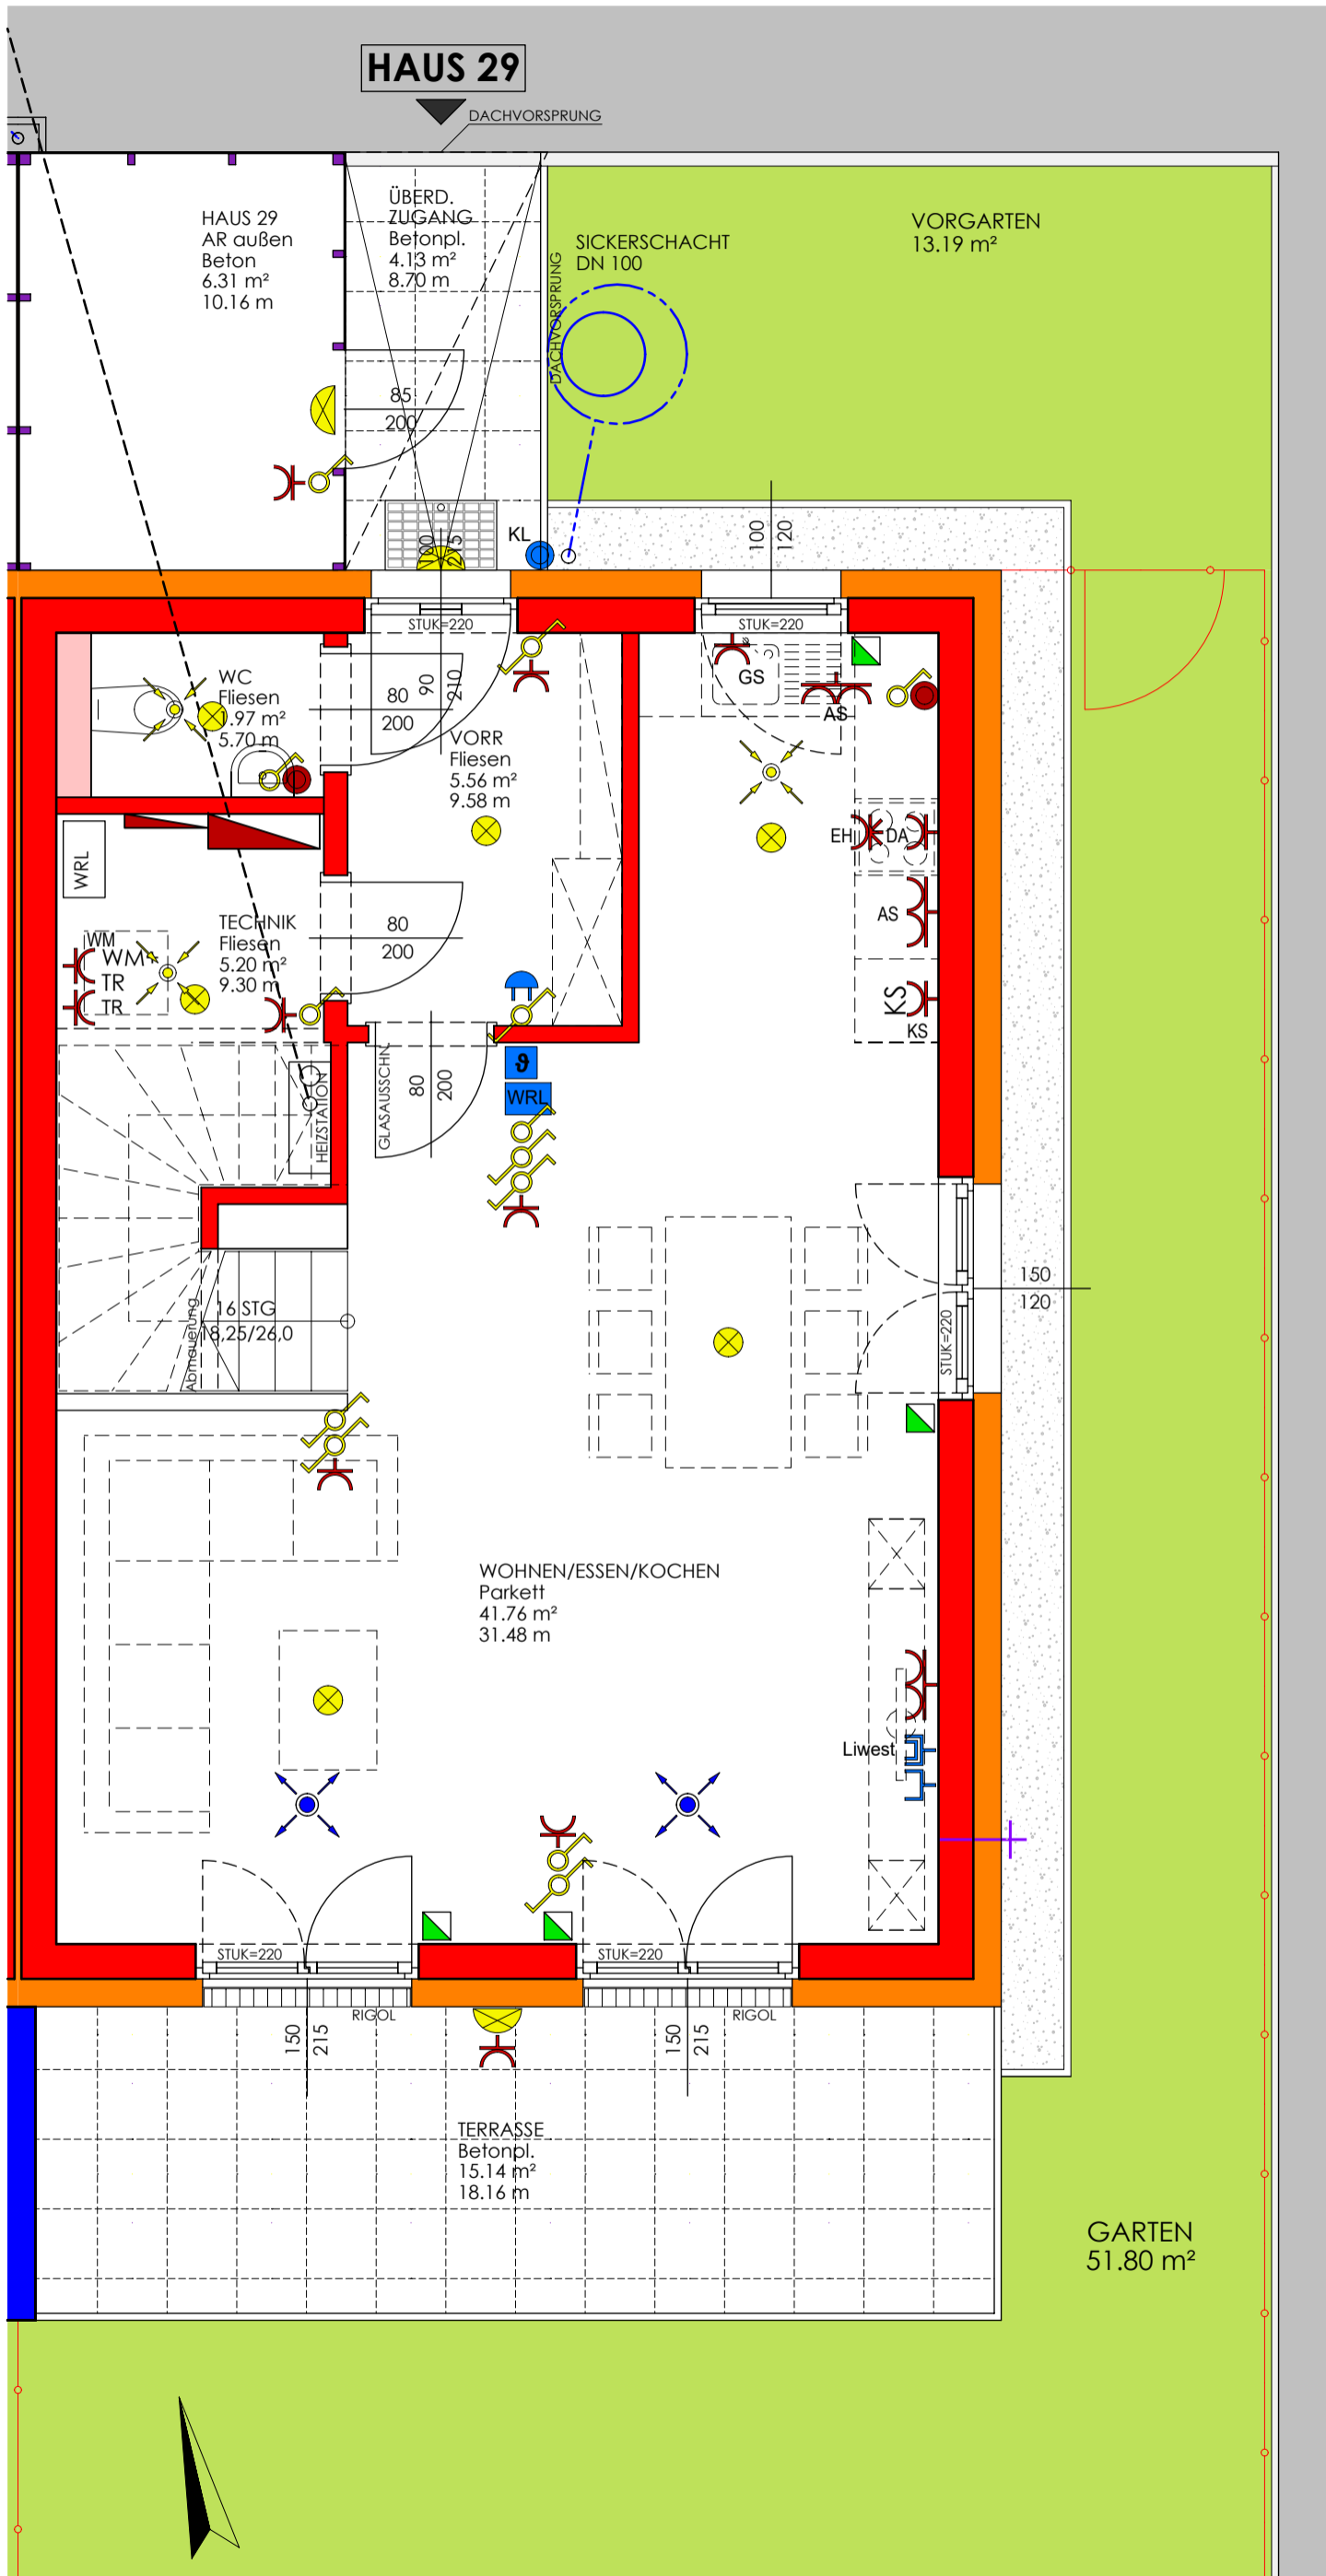 HAUS 29
DACHVORSPRUNG
HAUS 29
AR außen
Beton
6.31 m²
10.16 m
ÜBERD.
ZUGANG
Betonpl.
4.13 m²
8.70 m
DACHVORSPRUNG
SICKERSCHACHT
DN 100
VORGARTEN
13.19 m²
85
200
KL
100
120
STUK=220
STUK=220
WC
Fliesen
1.97 m²
5.70 m
80
200
90
210
VORR
Fliesen
5.56 m²
9.58 m
GS
AS
EH
DA
AS
KS
KS
WRL
WM
WM
TR
TR
TECHNIK
Fliesen
5.20 m²
9.30 m
80
200
HEIZSTATION
GLASAUSSCHN
80
200
ϑ
WRL
Abmauerung
16 STG
18,25/26,0
150
120
STUK=220
WOHNEN/ESSEN/KOCHEN
Parkett
41.76 m²
31.48 m
Liwest
STUK=220
STUK=220
RIGOL
RIGOL
150
215
150
215
TERRASSE
Betonpl.
15.14 m²
18.16 m
GARTEN
51.80 m²